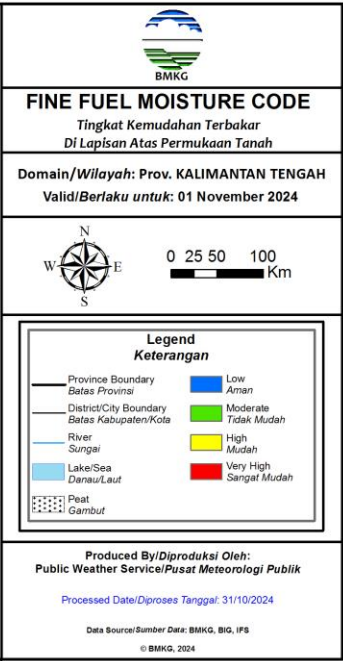 BMKG
FINE FUEL MOISTURE CODE
Tingkat Kemudahan Terbakar
Di Lapisan Atas Permukaan Tanah
Domain/Wilayah: Prov. KALIMANTAN TENGAH
Valid/Berlaku untuk: 01 November 2024
N
W E
S
0 25 50 100
Km
Legend
Keterangan
Province Boundary
Batas Provinsi
District/City Boundary
Batas Kabupaten/Kota
River
Sungai
Lake/Sea
Danau/Laut
Peat
Gambut
Low
Aman
Moderate
Tidak Mudah
High
Mudah
Very High
Sangat Mudah
Produced By/Diproduksi Oleh:
Public Weather Service/Pusat Meteorologi Publik
Processed Date/Diproses Tanggal: 31/10/2024
Data Source/Sumber Data: BMKG, BIG, IFS
© BMKG, 2024